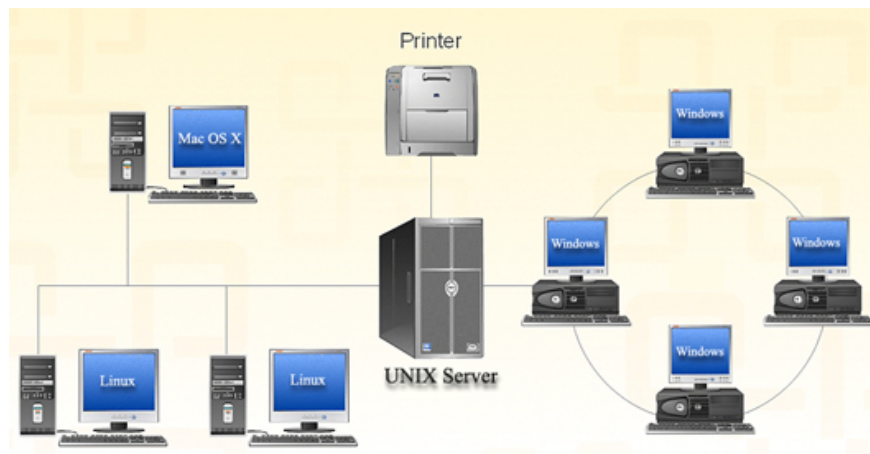 Printer
Mac OS X
Windows
Windows
Windows
Linux
Linux
UNIX Server
Windows